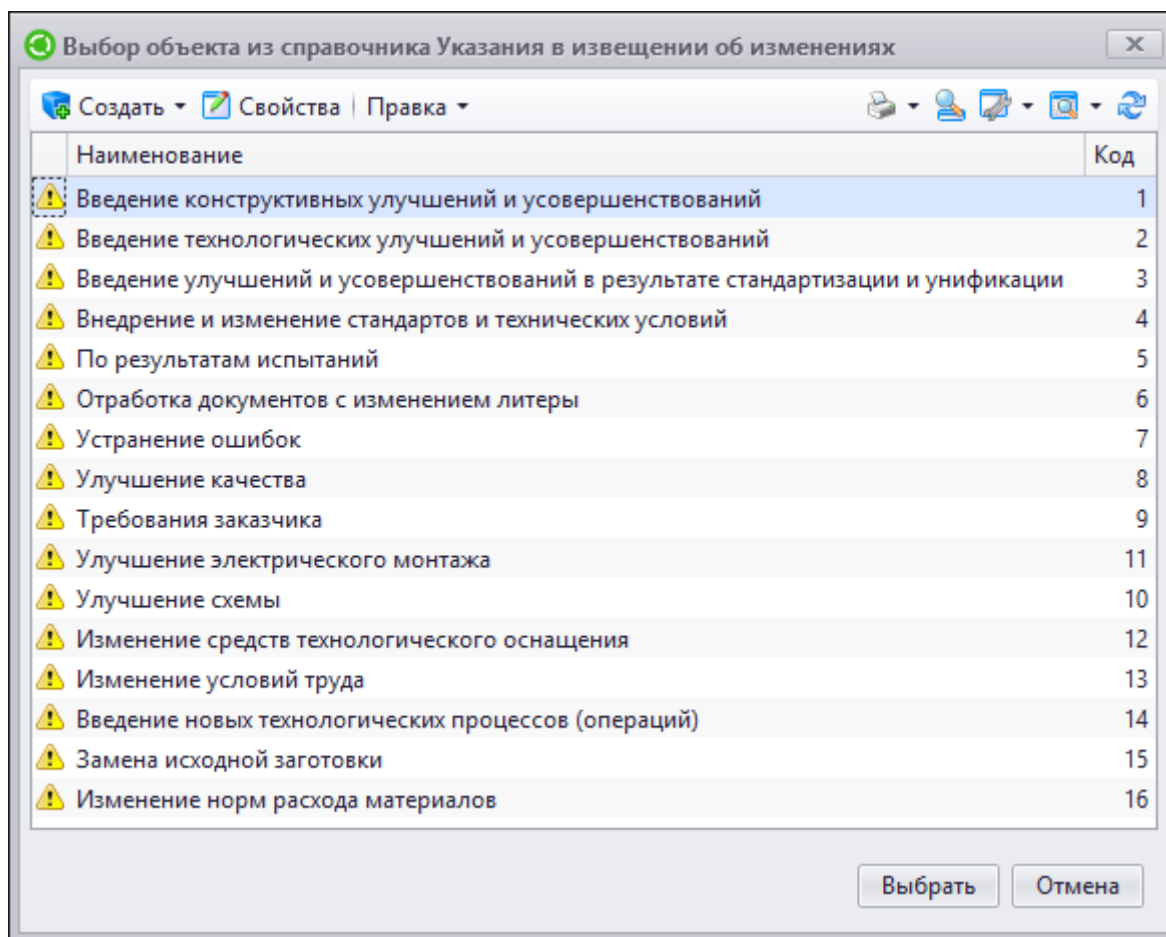 Выбор объекта из справочника Указания в извещении об изменениях
Создать Свойства Правка
Наименование Код
Введение конструктивных улучшений и усовершенствований 1
Введение технологических улучшений и усовершенствований 2
Введение улучшений и усовершенствований в результате стандартизации и унификации 3
Внедрение и изменение стандартов и технических условий 4
По результатам испытаний 5
Отработка документов с изменением литеры 6
Устранение ошибок 7
Улучшение качества 8
Требования заказчика 9
Улучшение электрического монтажа 11
Улучшение схемы 10
Изменение средств технологического оснащения 12
Изменение условий труда 13
Введение новых технологических процессов (операций) 14
Замена исходной заготовки 15
Изменение норм расхода материалов 16
Выбрать Отмена